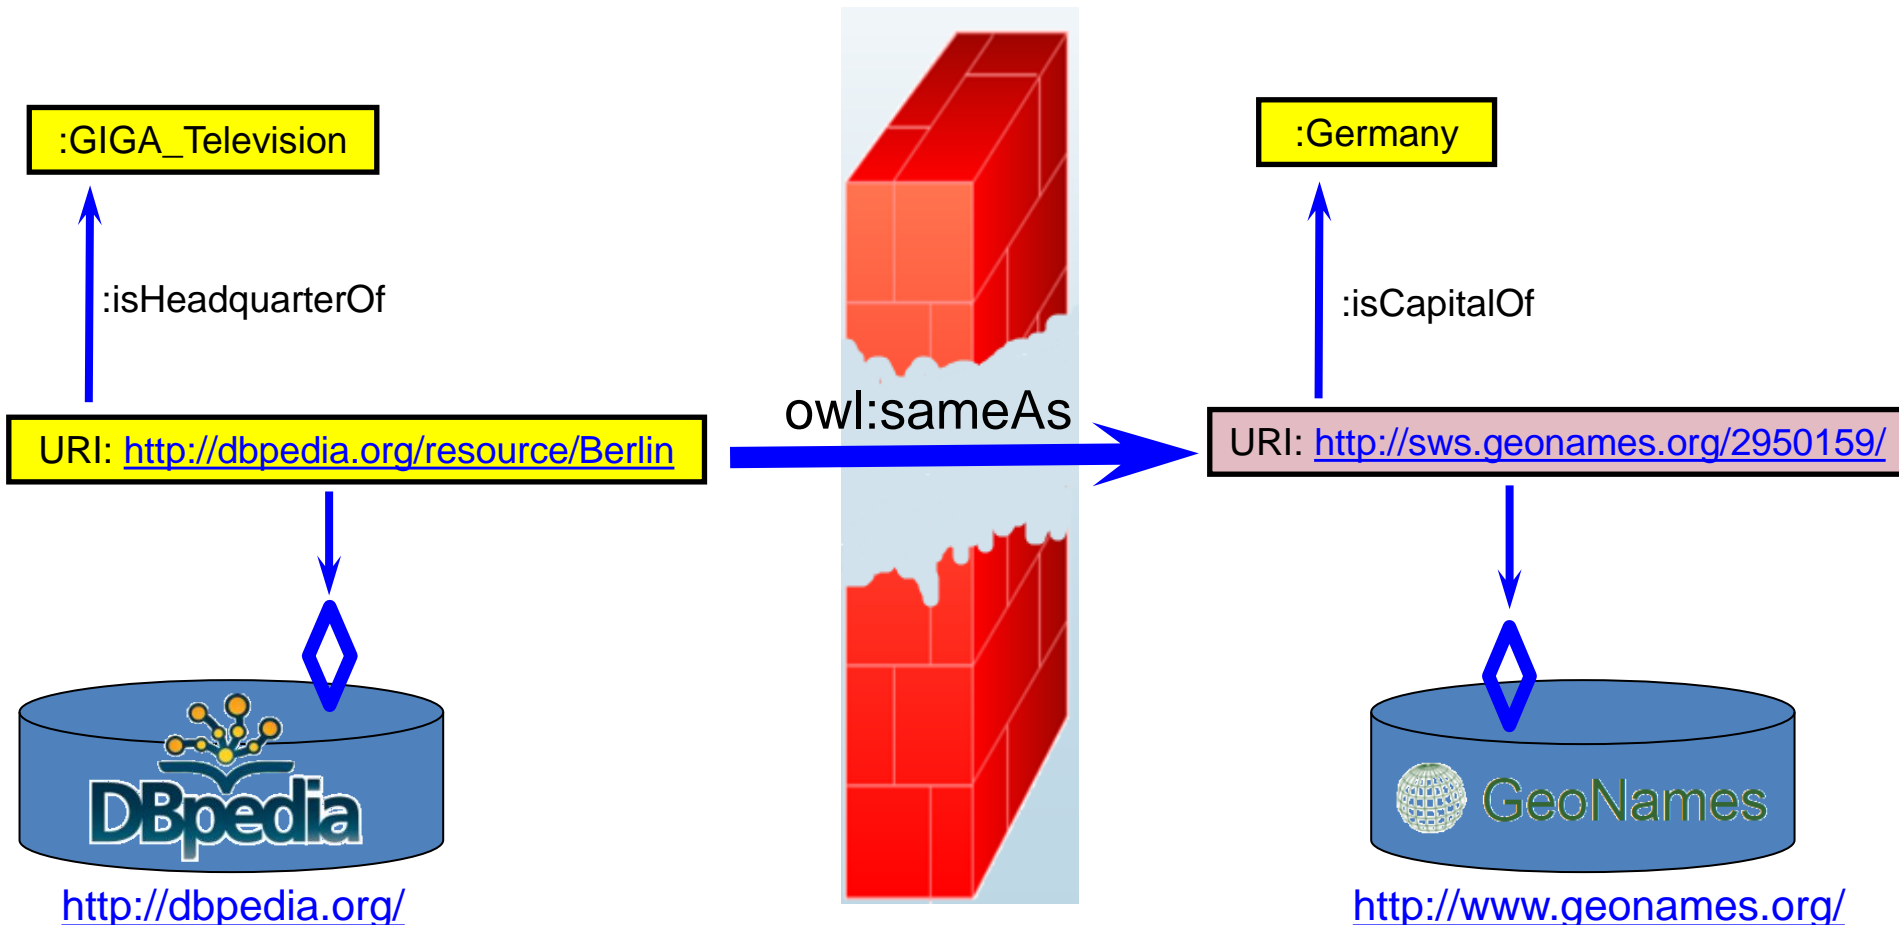 :GIGA_Television
:Germany
:isHeadquarterOf
:isCapitalOf
owl:sameAs
URI: http://dbpedia.org/resource/Berlin
URI: http://sws.geonames.org/2950159/
DBpedia
GeoNames
http://dbpedia.org/
http://www.geonames.org/